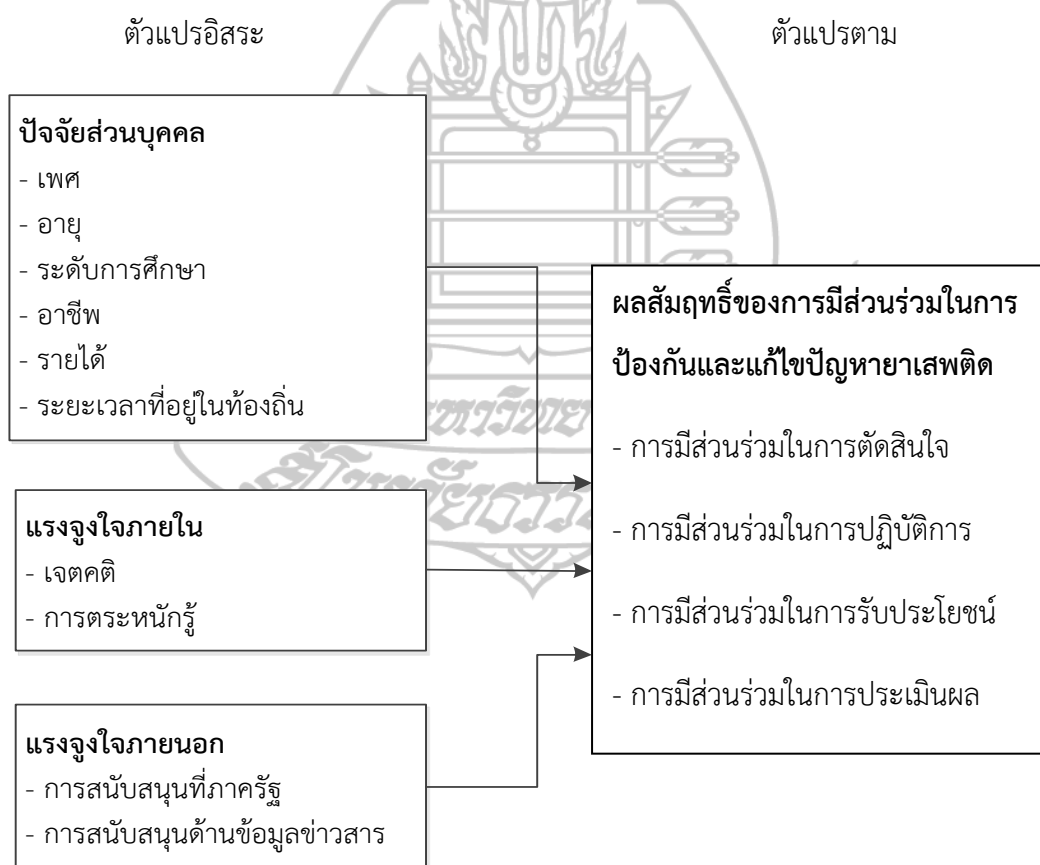 ตัวแปรอิสระ
ตัวแปรตาม
ปัจจัยส่วนบุคคล
- เพศ
- อายุ
- ระดับการศึกษา
- อาชีพ
- รายได้
- ระยะเวลาที่อยู่ในท้องถิ่น
แรงจูงใจภายใน
- เจตคติ
- การตระหนักรู้
แรงจูงใจภายนอก
- การสนับสนุนที่ภาครัฐ
- การสนับสนุนด้านข้อมูลข่าวสาร
ผลสัมฤทธิ์ของการมีส่วนร่วมในการ
ป้องกันและแก้ไขปัญหายาเสพติด
- การมีส่วนร่วมในการตัดสินใจ
- การมีส่วนร่วมในการปฏิบัติการ
- การมีส่วนร่วมในการรับประโยชน์
- การมีส่วนร่วมในการประเมินผล